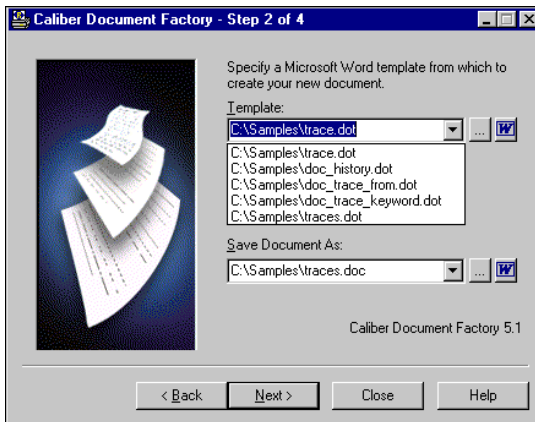 Caliber Document Factory - Step 2 of 4
Specify a Microsoft Word template from which to
create your new document.
Template:
C:\Samples\trace.dot
...
W
C:\Samples\trace.dot
C:\Samples\doc_history.dot
C:\Samples\doc_trace_from.dot
C:\Samples\doc_trace_keyword.dot
C:\Samples\traces.dot
Save Document As:
C:\Samples\traces.doc
...
W
Caliber Document Factory 5.1
< Back
Next >
Close
Help